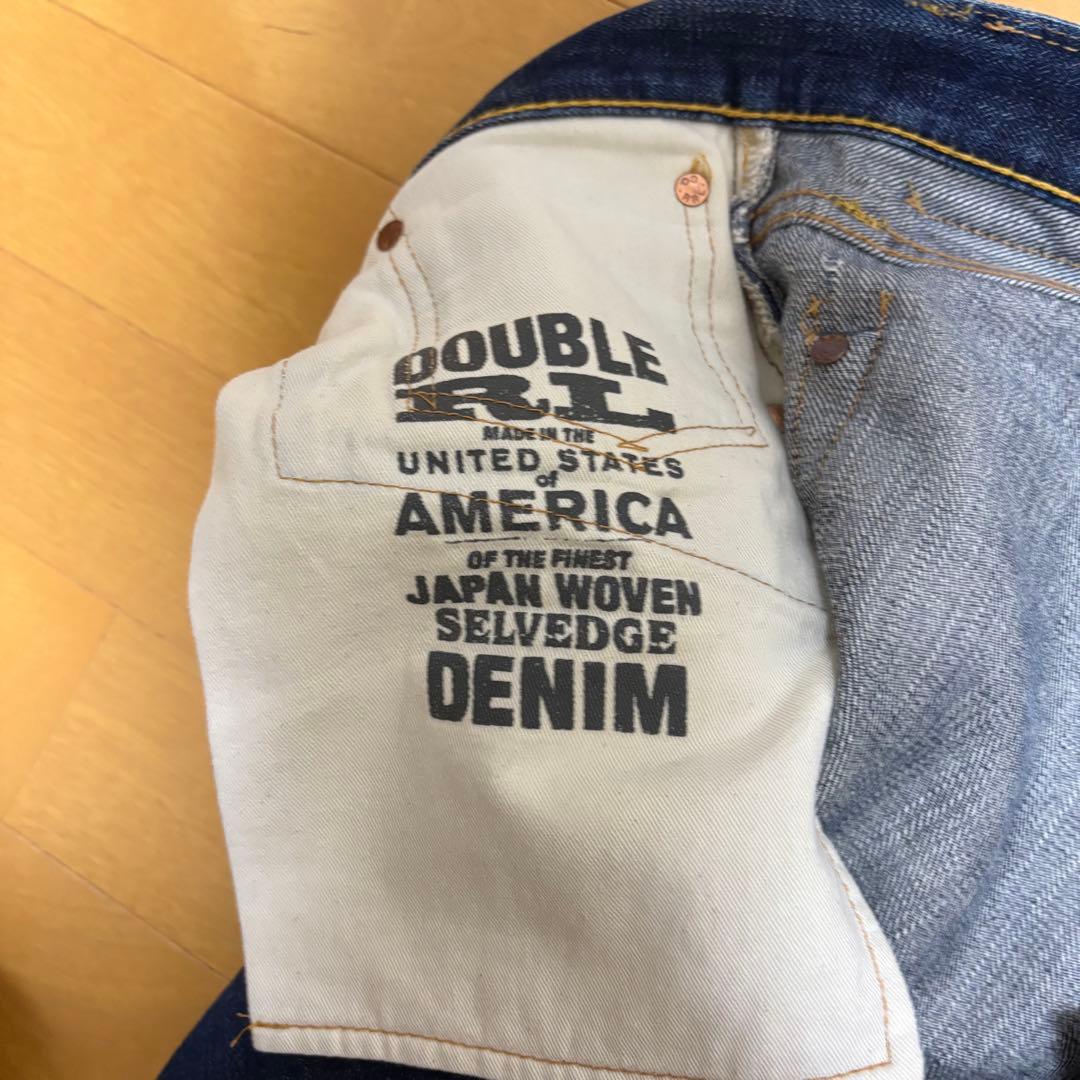 DOUBLE
RL
MADE IN THE
UNITED STATES
of
AMERICA
OF THE FINEST
JAPAN WOVEN
SELVEDGE
DENIM